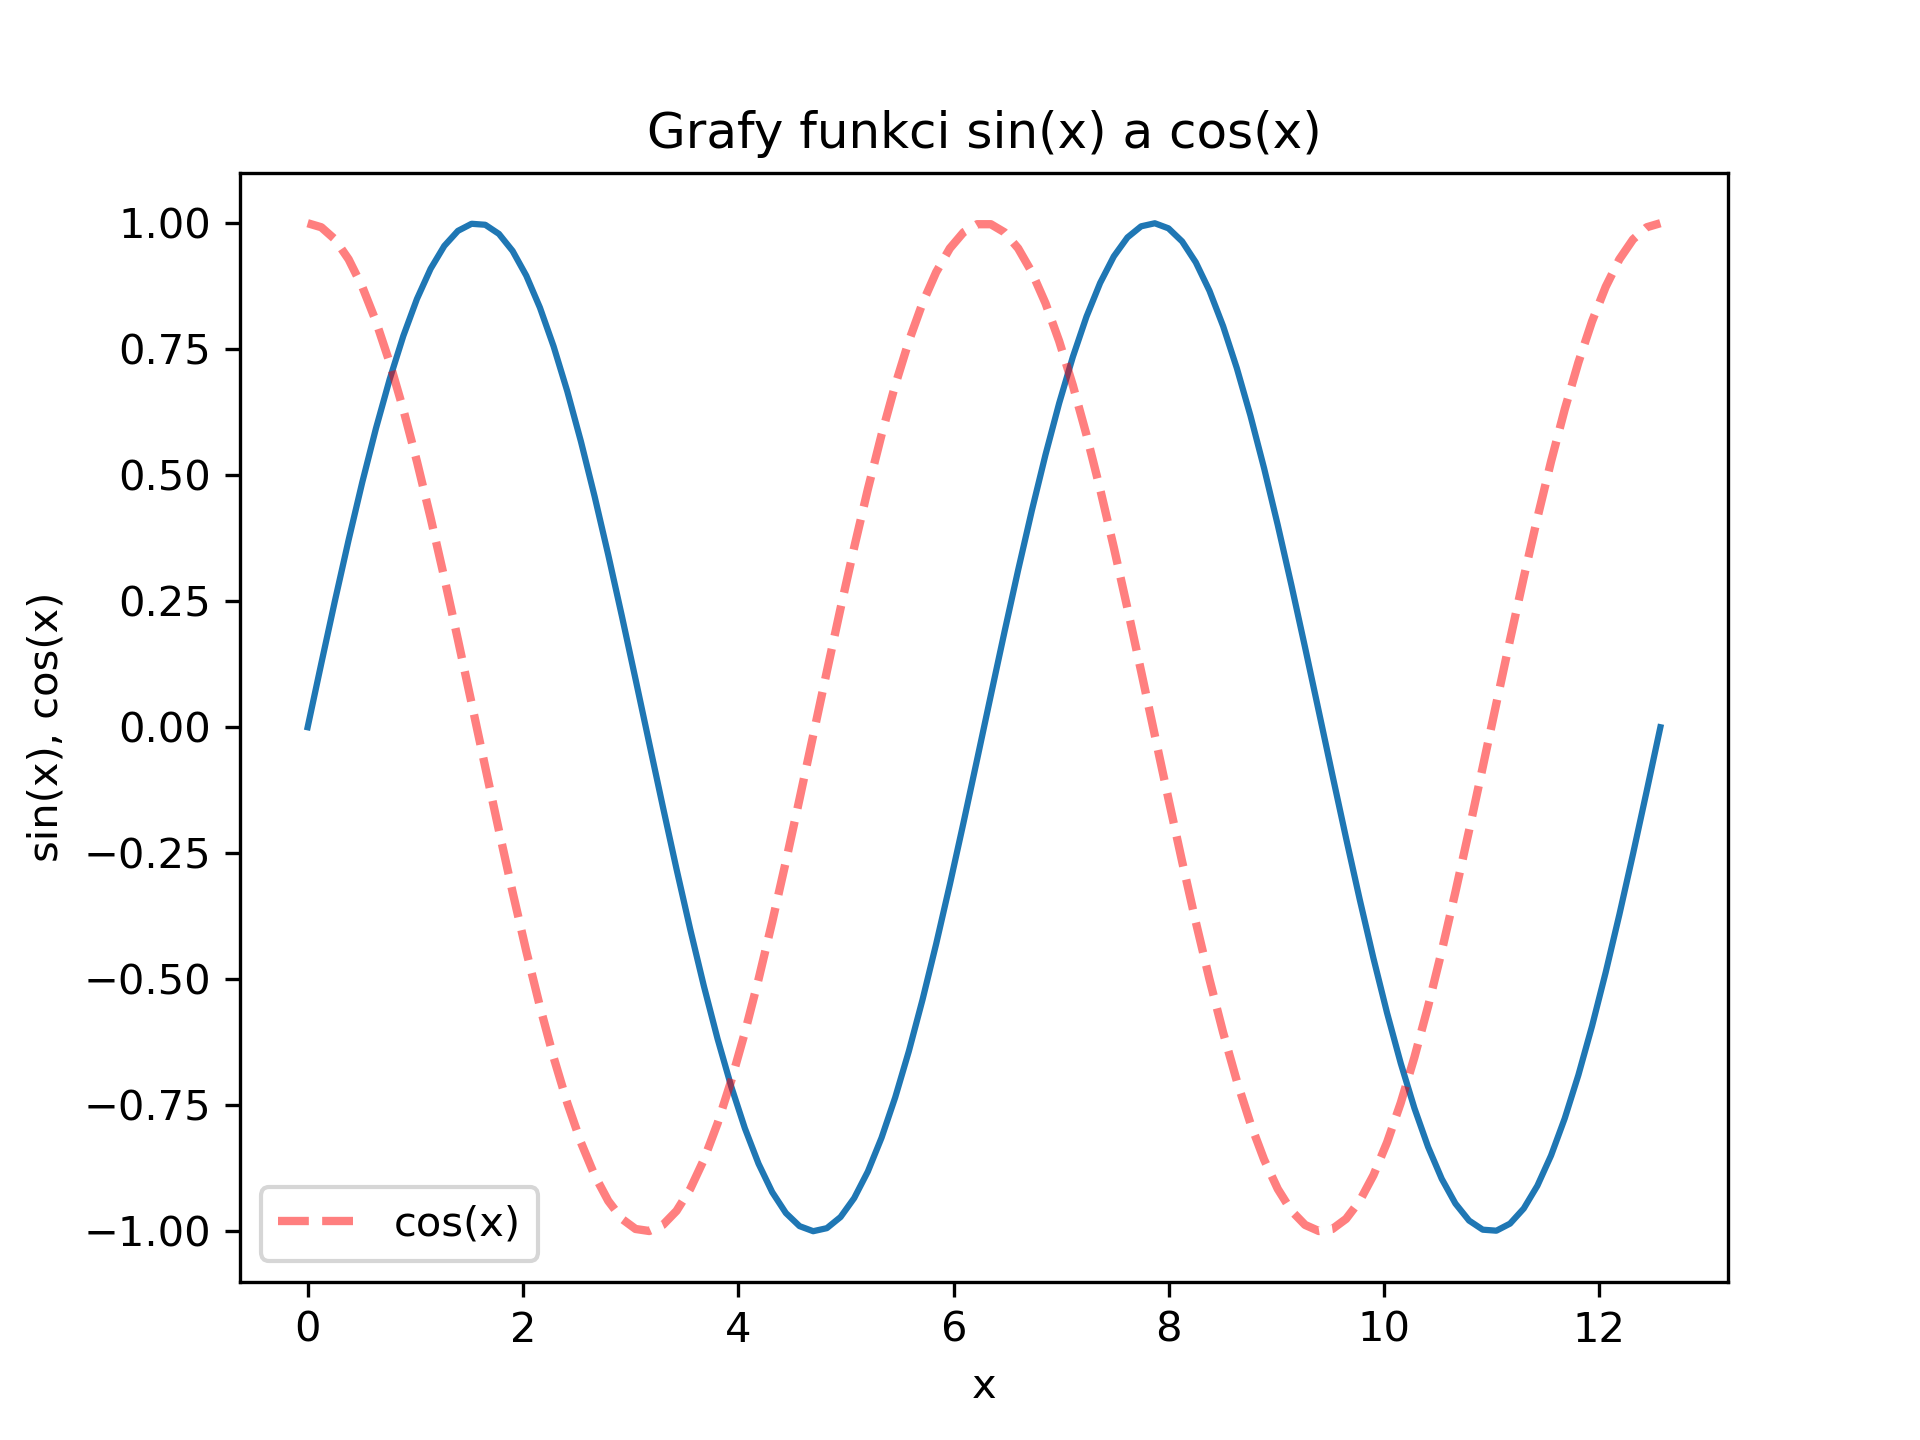 Grafy funkci sin(x) a cos(x)
sin(x), cos(x)
1.00
0.75
0.50
0.25
0.00
−0.25
−0.50
−0.75
−1.00
cos(x)
0 2 4 6 8 10 12
x